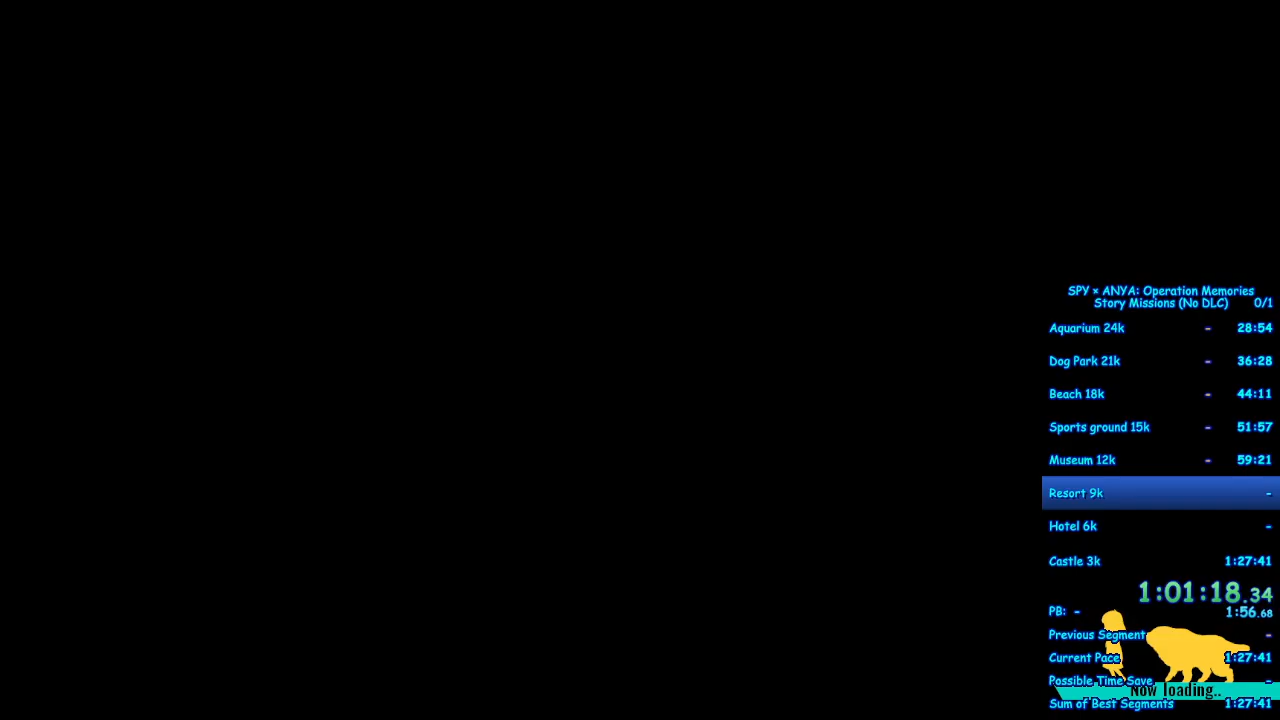 SPY × ANYA: Operation Memories
Story Missions (No DLC) 0/1
Aquarium 24k - 28:54
Dog Park 21k - 36:28
Beach 18k - 44:11
Sports ground 15k - 51:57
Museum 12k - 59:21
Resort 9k -
Hotel 6k -
Castle 3k 1:27:41
1:01:18.34
PB: - 1:56.68
Previous Segment -
Current Pace 1:27:41
Possible Time Save -
Now loading..
Sum of Best Segments 1:27:41